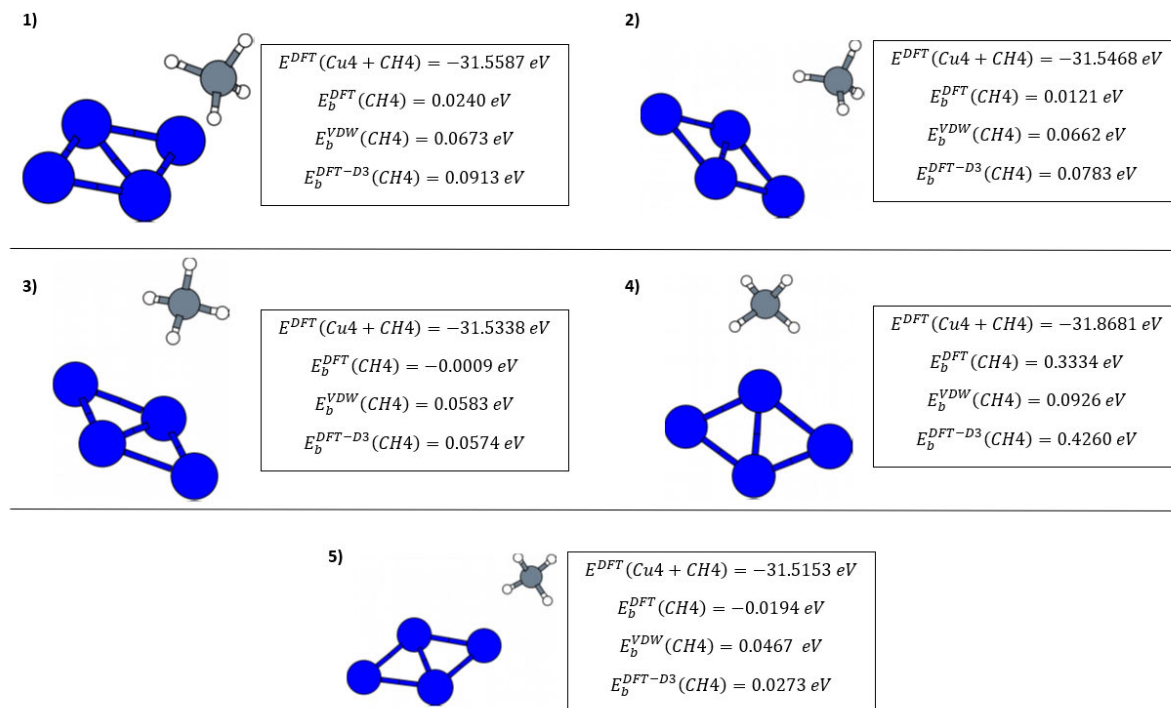 1)
E^DFT(Cu4 + CH4) = −31.5587 eV
E_b^DFT(CH4) = 0.0240 eV
E_b^VDW(CH4) = 0.0673 eV
E_b^DFT−D3(CH4) = 0.0913 eV
2)
E^DFT(Cu4 + CH4) = −31.5468 eV
E_b^DFT(CH4) = 0.0121 eV
E_b^VDW(CH4) = 0.0662 eV
E_b^DFT−D3(CH4) = 0.0783 eV
3)
E^DFT(Cu4 + CH4) = −31.5338 eV
E_b^DFT(CH4) = −0.0009 eV
E_b^VDW(CH4) = 0.0583 eV
E_b^DFT−D3(CH4) = 0.0574 eV
4)
E^DFT(Cu4 + CH4) = −31.8681 eV
E_b^DFT(CH4) = 0.3334 eV
E_b^VDW(CH4) = 0.0926 eV
E_b^DFT−D3(CH4) = 0.4260 eV
5)
E^DFT(Cu4 + CH4) = −31.5153 eV
E_b^DFT(CH4) = −0.0194 eV
E_b^VDW(CH4) = 0.0467 eV
E_b^DFT−D3(CH4) = 0.0273 eV